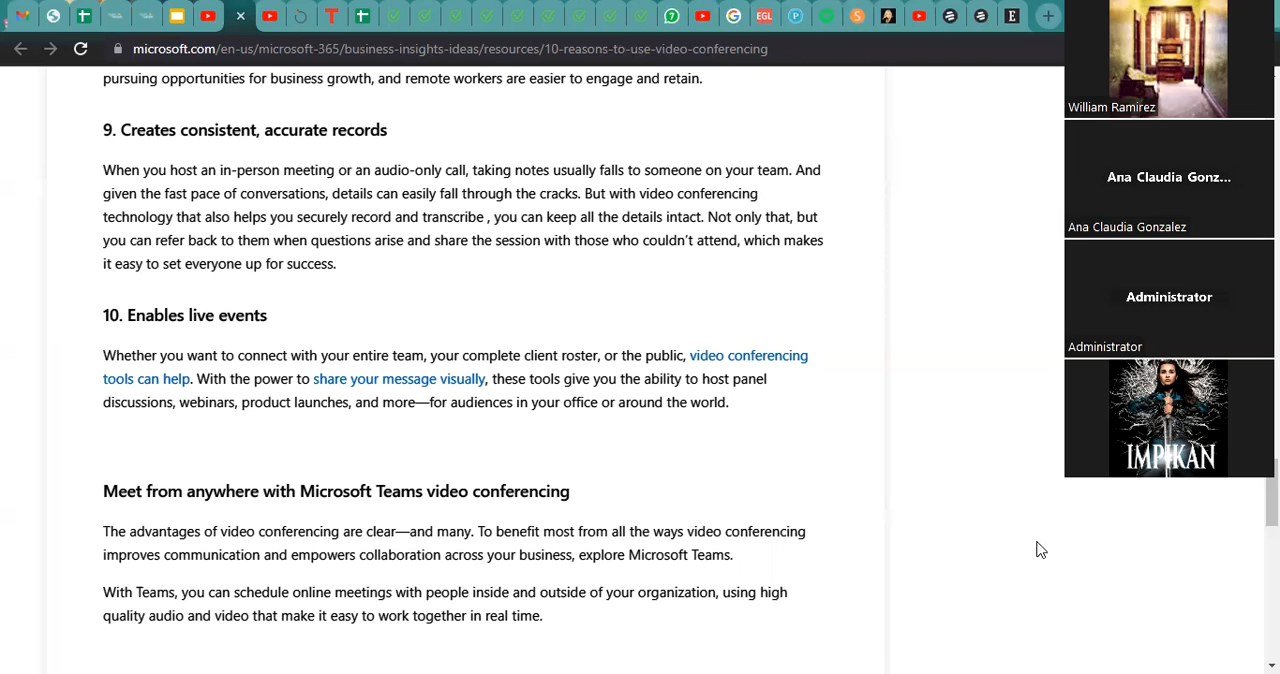 microsoft.com/en-us/microsoft-365/business-insights-ideas/resources/10-reasons-to-use-video-conferencing
pursuing opportunities for business growth, and remote workers are easier to engage and retain.
9. Creates consistent, accurate records
When you host an in-person meeting or an audio-only call, taking notes usually falls to someone on your team. And
given the fast pace of conversations, details can easily fall through the cracks. But with video conferencing
technology that also helps you securely record and transcribe , you can keep all the details intact. Not only that, but
you can refer back to them when questions arise and share the session with those who couldn't attend, which makes
it easy to set everyone up for success.
10. Enables live events
Whether you want to connect with your entire team, your complete client roster, or the public, video conferencing
tools can help. With the power to share your message visually, these tools give you the ability to host panel
discussions, webinars, product launches, and more—for audiences in your office or around the world.
Meet from anywhere with Microsoft Teams video conferencing
The advantages of video conferencing are clear—and many. To benefit most from all the ways video conferencing
improves communication and empowers collaboration across your business, explore Microsoft Teams.
With Teams, you can schedule online meetings with people inside and outside of your organization, using high
quality audio and video that make it easy to work together in real time.
William Ramirez
Ana Claudia Gonz...
Ana Claudia Gonzalez
Administrator
Administrator
IMPIKAN